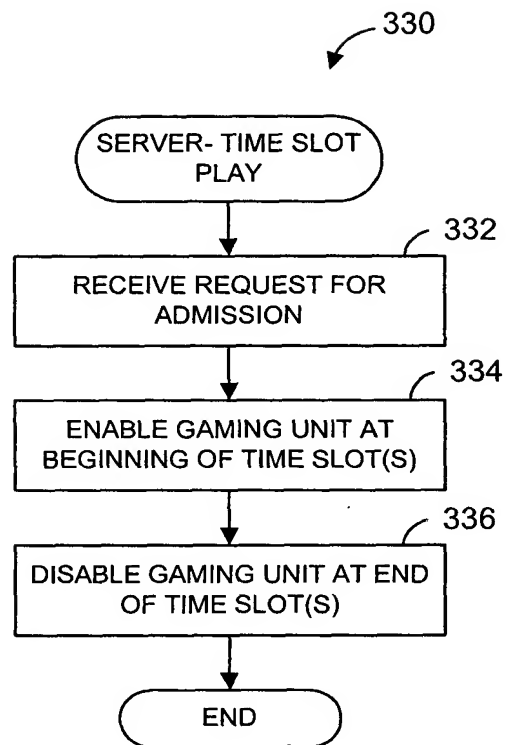 330
SERVER- TIME SLOT
PLAY
332
RECEIVE REQUEST FOR
ADMISSION
334
ENABLE GAMING UNIT AT
BEGINNING OF TIME SLOT(S)
336
DISABLE GAMING UNIT AT END
OF TIME SLOT(S)
END